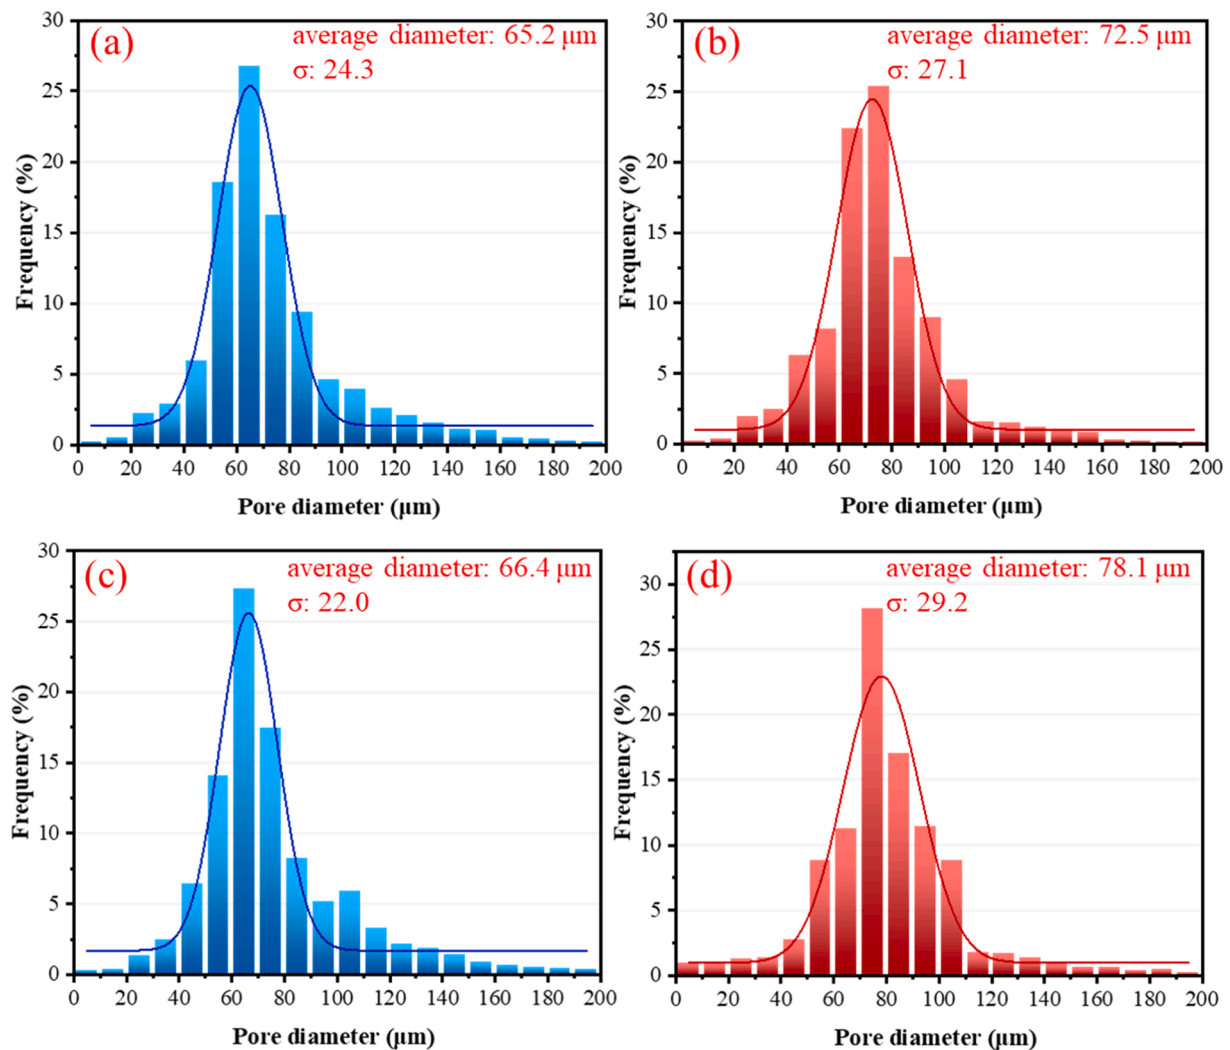 (a)
average diameter: 65.2 μm
σ: 24.3
30
25
20
15
10
5
0
Frequency (%)
0 20 40 60 80 100 120 140 160 180 200
Pore diameter (μm)
(b)
average diameter: 72.5 μm
σ: 27.1
30
25
20
15
10
5
0
Frequency (%)
0 20 40 60 80 100 120 140 160 180 200
Pore diameter (μm)
(c)
average diameter: 66.4 μm
σ: 22.0
30
25
20
15
10
5
0
Frequency (%)
0 20 40 60 80 100 120 140 160 180 200
Pore diameter (μm)
(d)
average diameter: 78.1 μm
σ: 29.2
30
25
20
15
10
5
0
Frequency (%)
0 20 40 60 80 100 120 140 160 180 200
Pore diameter (μm)